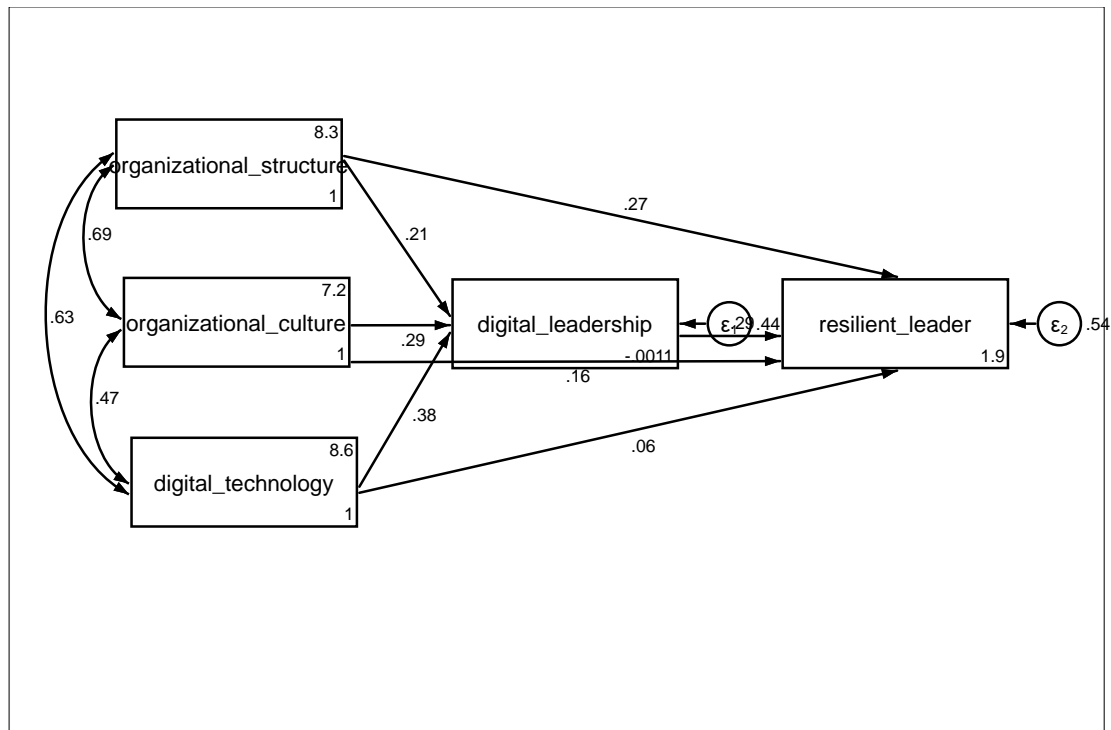 8.3
organizational_structure
1
.27
.69
.21
7.2
organizational_culture
1
.63
.29
digital_leadership
-.0011
ε1
.44
.29
resilient_leader
1.9
ε2
.54
.16
.47
.38
.06
8.6
digital_technology
1